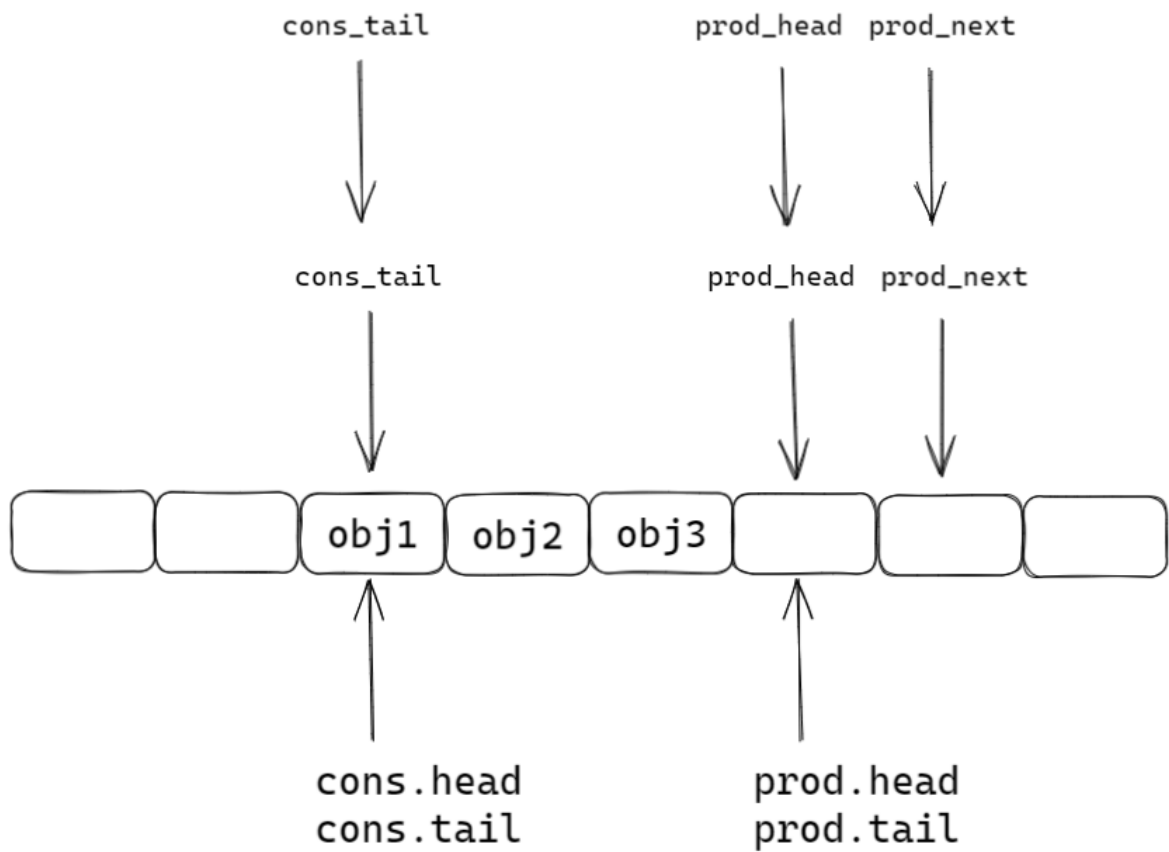 cons_tail prod_head prod_next
cons_tail prod_head prod_next
obj1 obj2 obj3
cons.head prod.head
cons.tail prod.tail